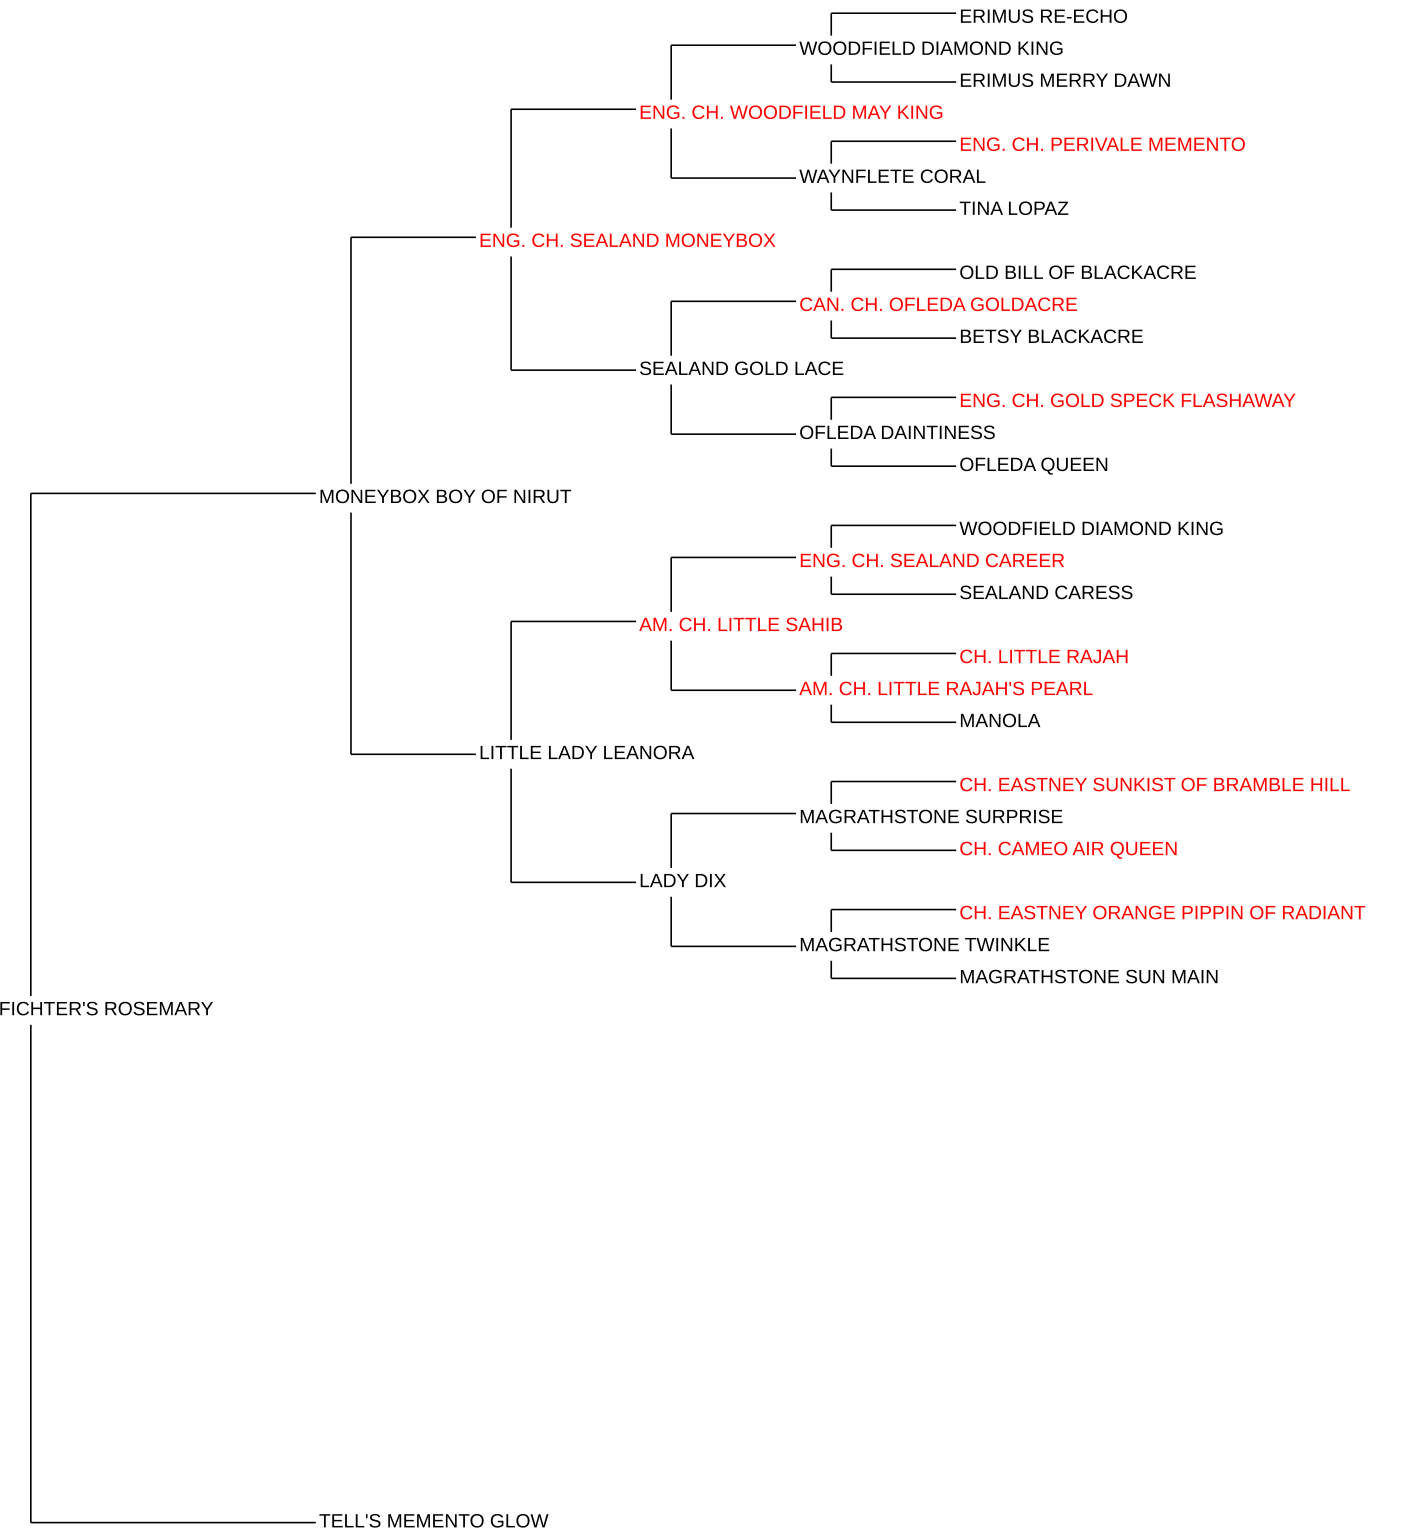 ERIMUS RE-ECHO
WOODFIELD DIAMOND KING
ERIMUS MERRY DAWN
ENG. CH. WOODFIELD MAY KING
ENG. CH. PERIVALE MEMENTO
WAYNFLETE CORAL
TINA LOPAZ
ENG. CH. SEALAND MONEYBOX
OLD BILL OF BLACKACRE
CAN. CH. OFLEDA GOLDACRE
BETSY BLACKACRE
SEALAND GOLD LACE
ENG. CH. GOLD SPECK FLASHAWAY
OFLEDA DAINTINESS
OFLEDA QUEEN
MONEYBOX BOY OF NIRUT
WOODFIELD DIAMOND KING
ENG. CH. SEALAND CAREER
SEALAND CARESS
AM. CH. LITTLE SAHIB
CH. LITTLE RAJAH
AM. CH. LITTLE RAJAH'S PEARL
MANOLA
LITTLE LADY LEANORA
CH. EASTNEY SUNKIST OF BRAMBLE HILL
MAGRATHSTONE SURPRISE
CH. CAMEO AIR QUEEN
LADY DIX
CH. EASTNEY ORANGE PIPPIN OF RADIANT
MAGRATHSTONE TWINKLE
MAGRATHSTONE SUN MAIN
FICHTER'S ROSEMARY
TELL'S MEMENTO GLOW